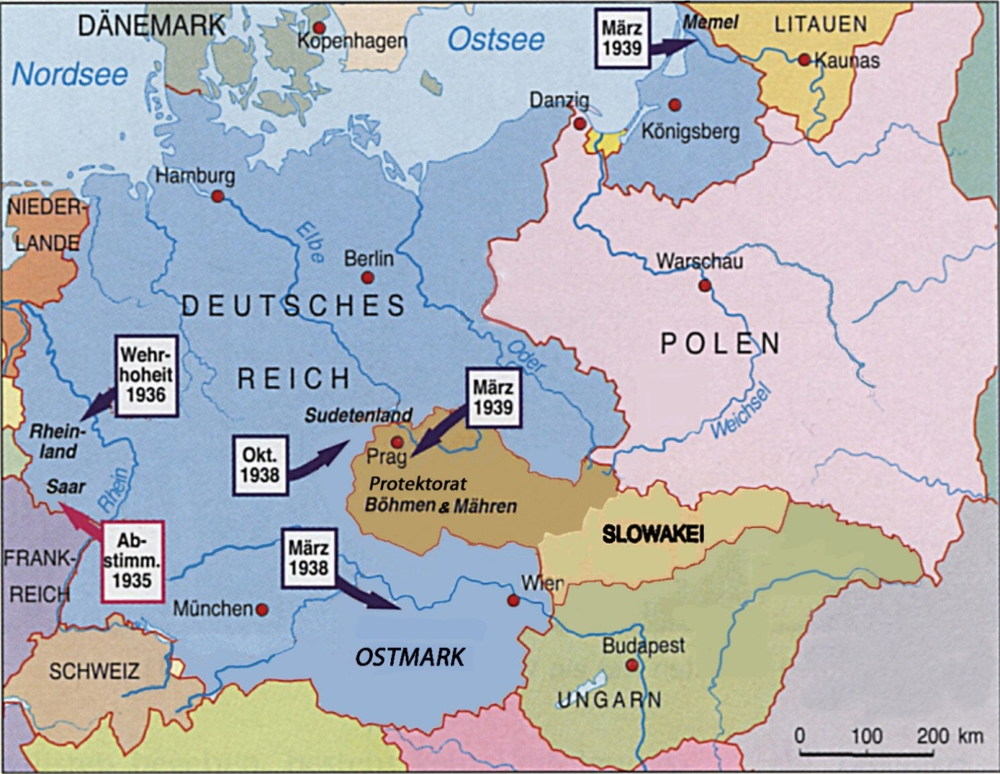 DÄNEMARK
Kopenhagen
Ostsee
Nordsee
März
1939
Memel
LITAUEN
Kaunas
Danzig
Königsberg
Hamburg
NIEDER-
LANDE
Elbe
Berlin
Warschau
DEUTSCHES
REICH
POLEN
Oder
Weichsel
Wehr-
hoheit
1936
Rhein-
land
Saar
Rhein
Sudetenland
März
1939
Okt.
1938
Prag
Protektorat
Böhmen & Mähren
SLOWAKEI
Ab-
stimm.
1935
FRANK-
REICH
März
1938
Wien
München
OSTMARK
SCHWEIZ
Budapest
UNGARN
0 100 200 km